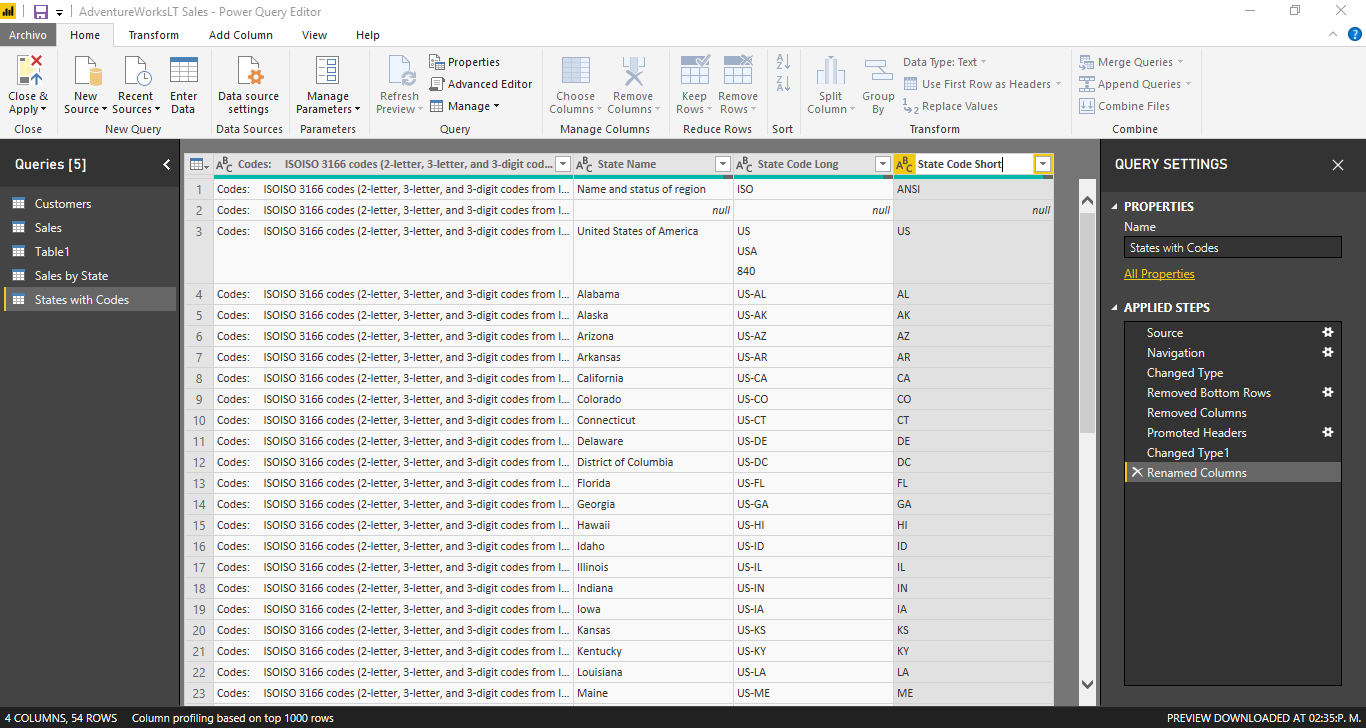 AdventureWorksLT Sales - Power Query Editor
Archivo Home Transform Add Column View Help
Close & Apply
New Source
Recent Sources
Enter Data
Data source settings
Manage Parameters
Refresh Preview
Properties
Advanced Editor
Manage
Choose Columns
Remove Columns
Keep Rows
Remove Rows
Split Column
Group By
Data Type: Text
Use First Row as Headers
Replace Values
Merge Queries
Append Queries
Combine Files
Close New Query Data Sources Parameters Query Manage Columns Reduce Rows Sort Transform Combine
Queries [5]
Customers
Sales
Table1
Sales by State
States with Codes
Codes: ISOISO 3166 codes (2-letter, 3-letter, and 3-digit cod... State Name State Code Long State Code Short
1 Codes: ISOISO 3166 codes (2-letter, 3-letter, and 3-digit codes from I... Name and status of region ISO ANSI
2 Codes: ISOISO 3166 codes (2-letter, 3-letter, and 3-digit codes from I... null null null
3 Codes: ISOISO 3166 codes (2-letter, 3-letter, and 3-digit codes from I... United States of America US US
USA
840
4 Codes: ISOISO 3166 codes (2-letter, 3-letter, and 3-digit codes from I... Alabama US-AL AL
5 Codes: ISOISO 3166 codes (2-letter, 3-letter, and 3-digit codes from I... Alaska US-AK AK
6 Codes: ISOISO 3166 codes (2-letter, 3-letter, and 3-digit codes from I... Arizona US-AZ AZ
7 Codes: ISOISO 3166 codes (2-letter, 3-letter, and 3-digit codes from I... Arkansas US-AR AR
8 Codes: ISOISO 3166 codes (2-letter, 3-letter, and 3-digit codes from I... California US-CA CA
9 Codes: ISOISO 3166 codes (2-letter, 3-letter, and 3-digit codes from I... Colorado US-CO CO
10 Codes: ISOISO 3166 codes (2-letter, 3-letter, and 3-digit codes from I... Connecticut US-CT CT
11 Codes: ISOISO 3166 codes (2-letter, 3-letter, and 3-digit codes from I... Delaware US-DE DE
12 Codes: ISOISO 3166 codes (2-letter, 3-letter, and 3-digit codes from I... District of Columbia US-DC DC
13 Codes: ISOISO 3166 codes (2-letter, 3-letter, and 3-digit codes from I... Florida US-FL FL
14 Codes: ISOISO 3166 codes (2-letter, 3-letter, and 3-digit codes from I... Georgia US-GA GA
15 Codes: ISOISO 3166 codes (2-letter, 3-letter, and 3-digit codes from I... Hawaii US-HI HI
16 Codes: ISOISO 3166 codes (2-letter, 3-letter, and 3-digit codes from I... Idaho US-ID ID
17 Codes: ISOISO 3166 codes (2-letter, 3-letter, and 3-digit codes from I... Illinois US-IL IL
18 Codes: ISOISO 3166 codes (2-letter, 3-letter, and 3-digit codes from I... Indiana US-IN IN
19 Codes: ISOISO 3166 codes (2-letter, 3-letter, and 3-digit codes from I... Iowa US-IA IA
20 Codes: ISOISO 3166 codes (2-letter, 3-letter, and 3-digit codes from I... Kansas US-KS KS
21 Codes: ISOISO 3166 codes (2-letter, 3-letter, and 3-digit codes from I... Kentucky US-KY KY
22 Codes: ISOISO 3166 codes (2-letter, 3-letter, and 3-digit codes from I... Louisiana US-LA LA
23 Codes: ISOISO 3166 codes (2-letter, 3-letter, and 3-digit codes from I... Maine US-ME ME
QUERY SETTINGS
PROPERTIES
Name
States with Codes
All Properties
APPLIED STEPS
Source
Navigation
Changed Type
Removed Bottom Rows
Removed Columns
Promoted Headers
Changed Type1
Renamed Columns
4 COLUMNS, 54 ROWS Column profiling based on top 1000 rows PREVIEW DOWNLOADED AT 02:35:P. M.